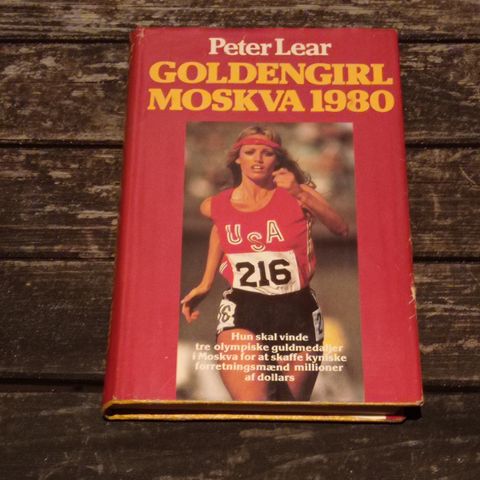 Peter Lear
GOLDENGIRL
MOSKVA 1980
USA
216
Hun skal vinde
tre olympiske guldmedaljer
i Moskva for at skaffe kyniske
forretningsmænd millioner
af dollars